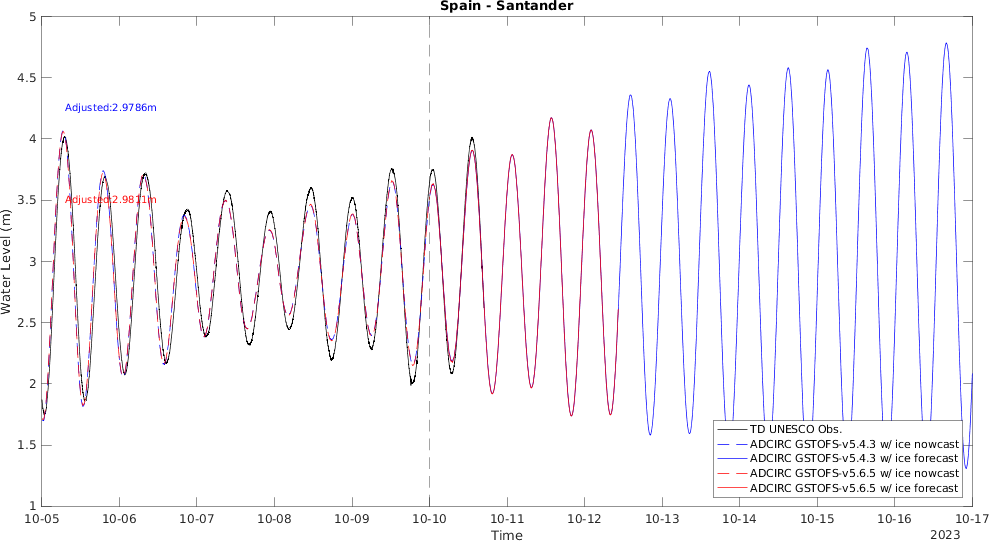 Spain - Santander
5
4.5
4
3.5
3
2.5
2
1.5
1
Water Level (m)
Adjusted:2.9786m
Adjusted:2.9811m
TD UNESCO Obs.
ADCIRC GSTOFS-v5.4.3 w/ ice nowcast
ADCIRC GSTOFS-v5.4.3 w/ ice forecast
ADCIRC GSTOFS-v5.6.5 w/ ice nowcast
ADCIRC GSTOFS-v5.6.5 w/ ice forecast
10-05 10-06 10-07 10-08 10-09 10-10 10-11 10-12 10-13 10-14 10-15 10-16 10-17
Time
2023